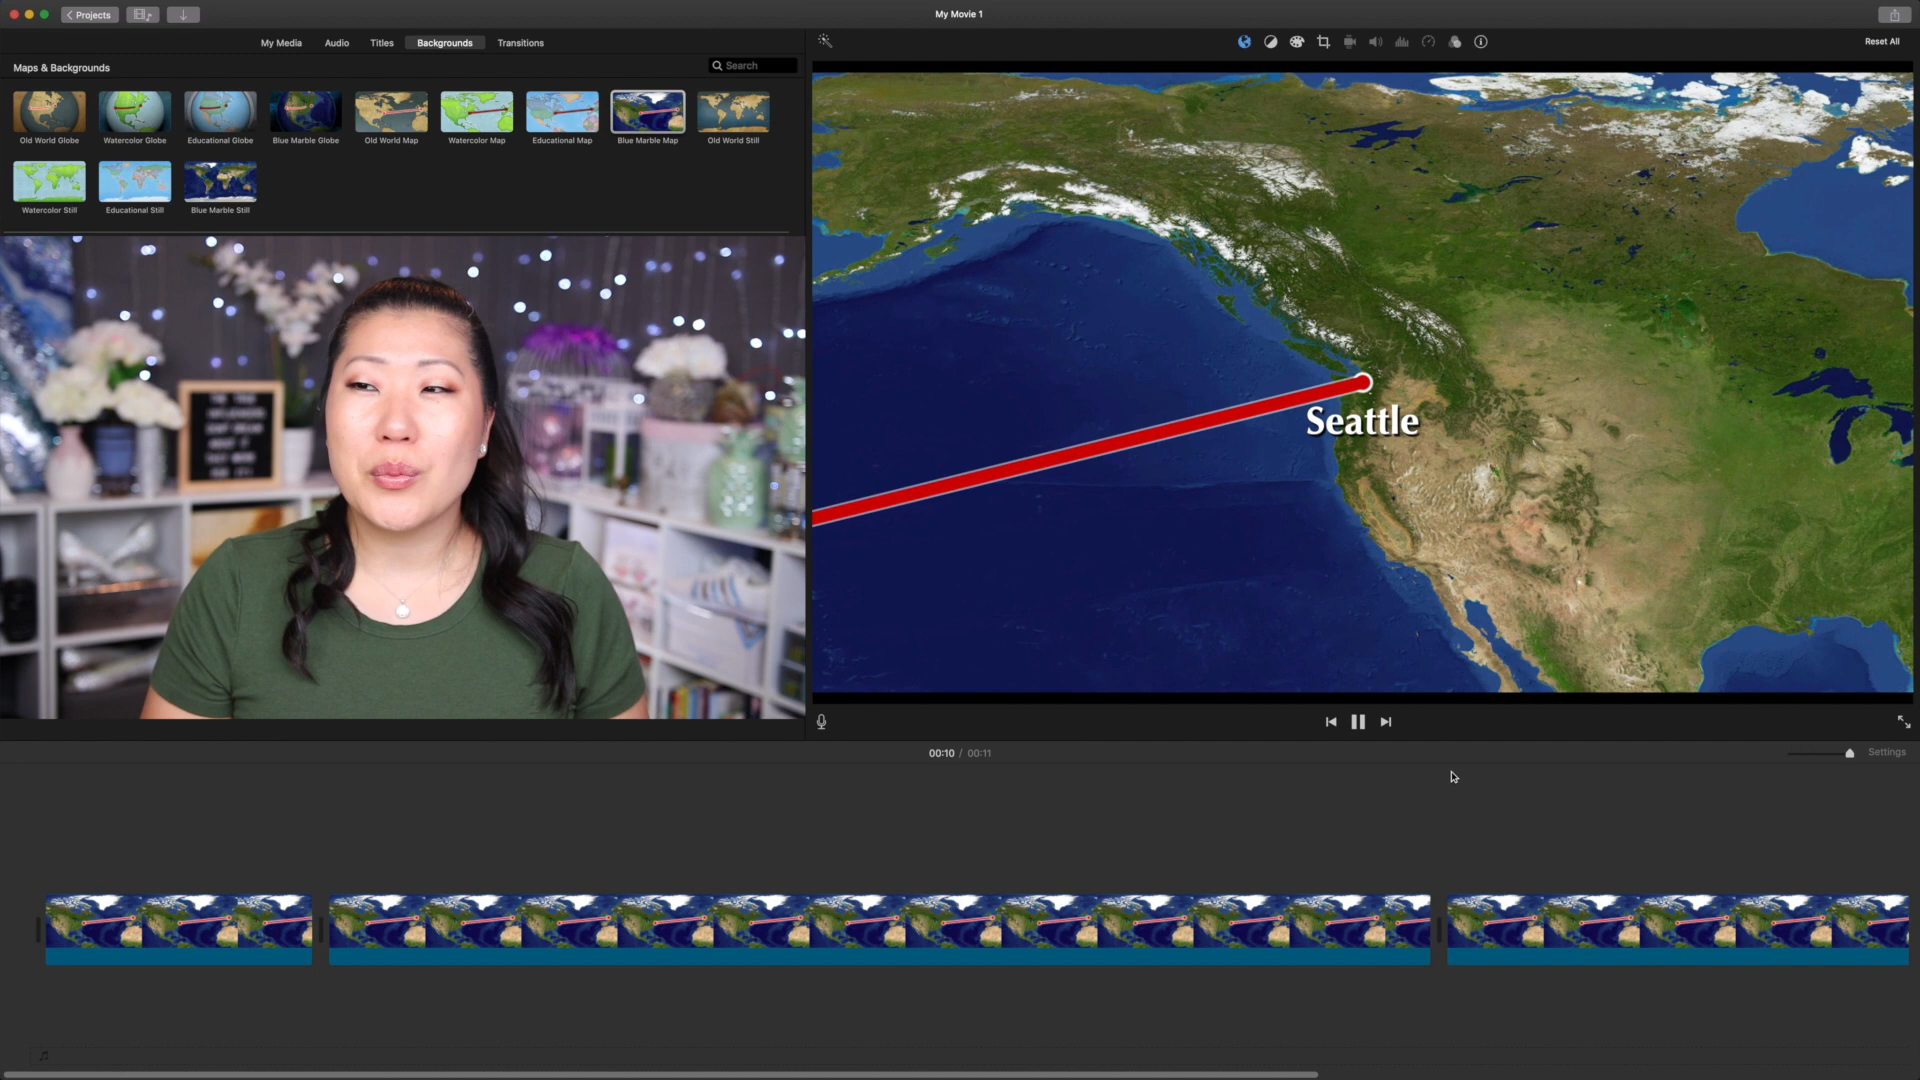 Projects
My Movie 1
My Media
Audio
Titles
Backgrounds
Transitions
Reset All
Maps & Backgrounds
Search
Old World Globe
Watercolor Globe
Educational Globe
Blue Marble Globe
Old World Map
Watercolor Map
Educational Map
Blue Marble Map
Old World Still
Watercolor Still
Educational Still
Blue Marble Still
Seattle
00:10 / 00:11
Settings